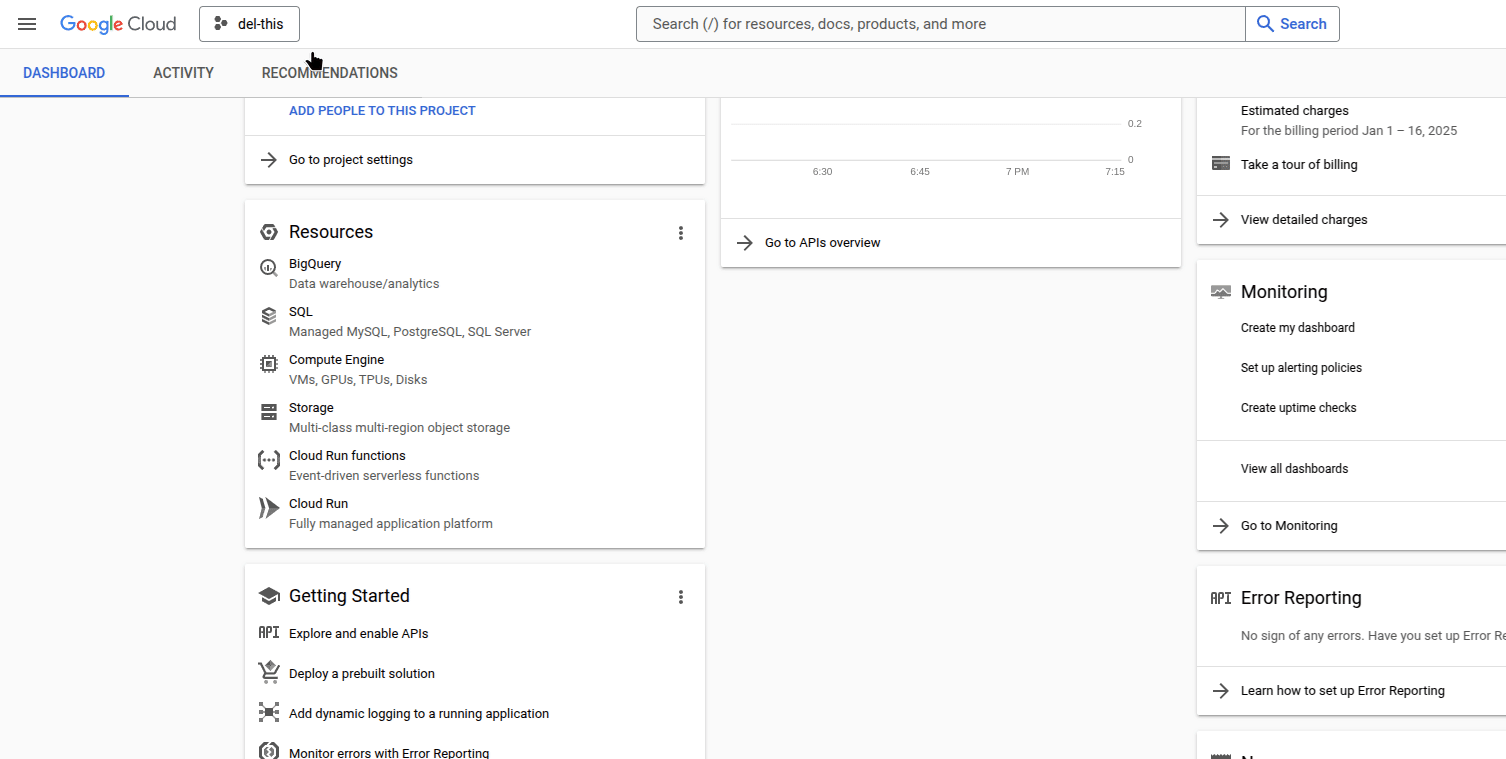 Google Cloud
del-this
Search (/) for resources, docs, products, and more
Search
DASHBOARD
ACTIVITY
RECOMMENDATIONS
ADD PEOPLE TO THIS PROJECT
Go to project settings
Resources
BigQuery
Data warehouse/analytics
SQL
Managed MySQL, PostgreSQL, SQL Server
Compute Engine
VMs, GPUs, TPUs, Disks
Storage
Multi-class multi-region object storage
Cloud Run functions
Event-driven serverless functions
Cloud Run
Fully managed application platform
Getting Started
API
Explore and enable APIs
Deploy a prebuilt solution
Add dynamic logging to a running application
Monitor errors with Error Reporting
0.2
0
6:30 6:45 7 PM 7:15
Go to APIs overview
Estimated charges
For the billing period Jan 1 – 16, 2025
Take a tour of billing
View detailed charges
Monitoring
Create my dashboard
Set up alerting policies
Create uptime checks
View all dashboards
Go to Monitoring
API
Error Reporting
No sign of any errors. Have you set up Error Re
Learn how to set up Error Reporting